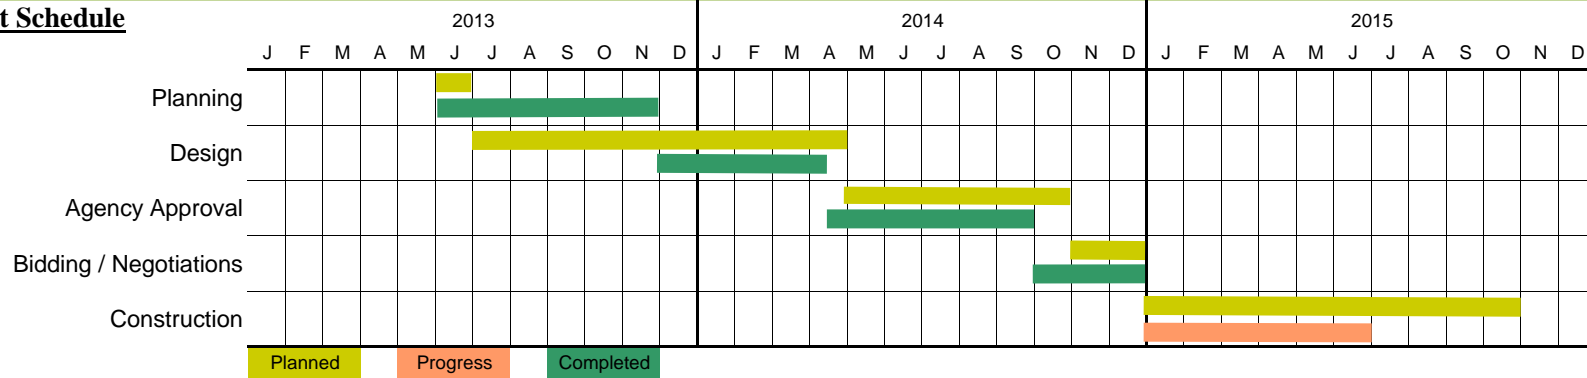 t Schedule
2013 2014 2015
J F M A M J J A S O N D J F M A M J J A S O N D J F M A M J J A S O N D
Planning
Design
Agency Approval
Bidding / Negotiations
Construction
Planned Progress Completed